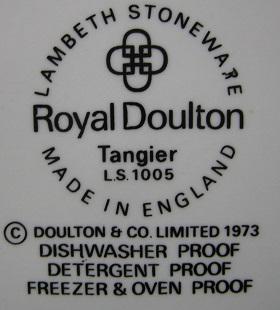 LAMBETH STONEWARE
Royal Doulton
Tangier
L.S. 1005
MADE IN ENGLAND
© DOULTON & CO. LIMITED 1973
DISHWASHER PROOF
DETERGENT PROOF
FREEZER & OVEN PROOF